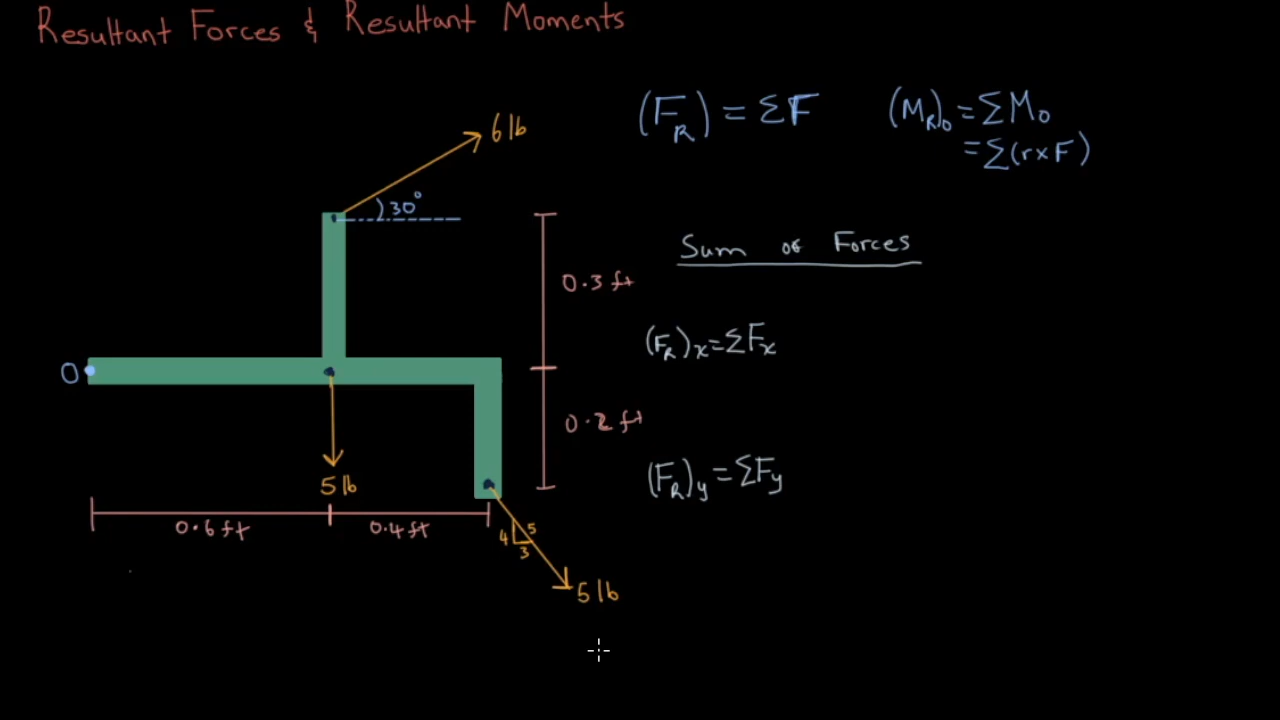 Resultant Forces & Resultant Moments
(F_R) = ΣF
(M_R)_O = ΣM_O
= Σ(r×F)
6 lb
30°
Sum of Forces
0.3 ft
(F_R)_x = ΣF_x
O
0.2 ft
(F_R)_y = ΣF_y
5 lb
0.6 ft
0.4 ft
4
5
3
5 lb